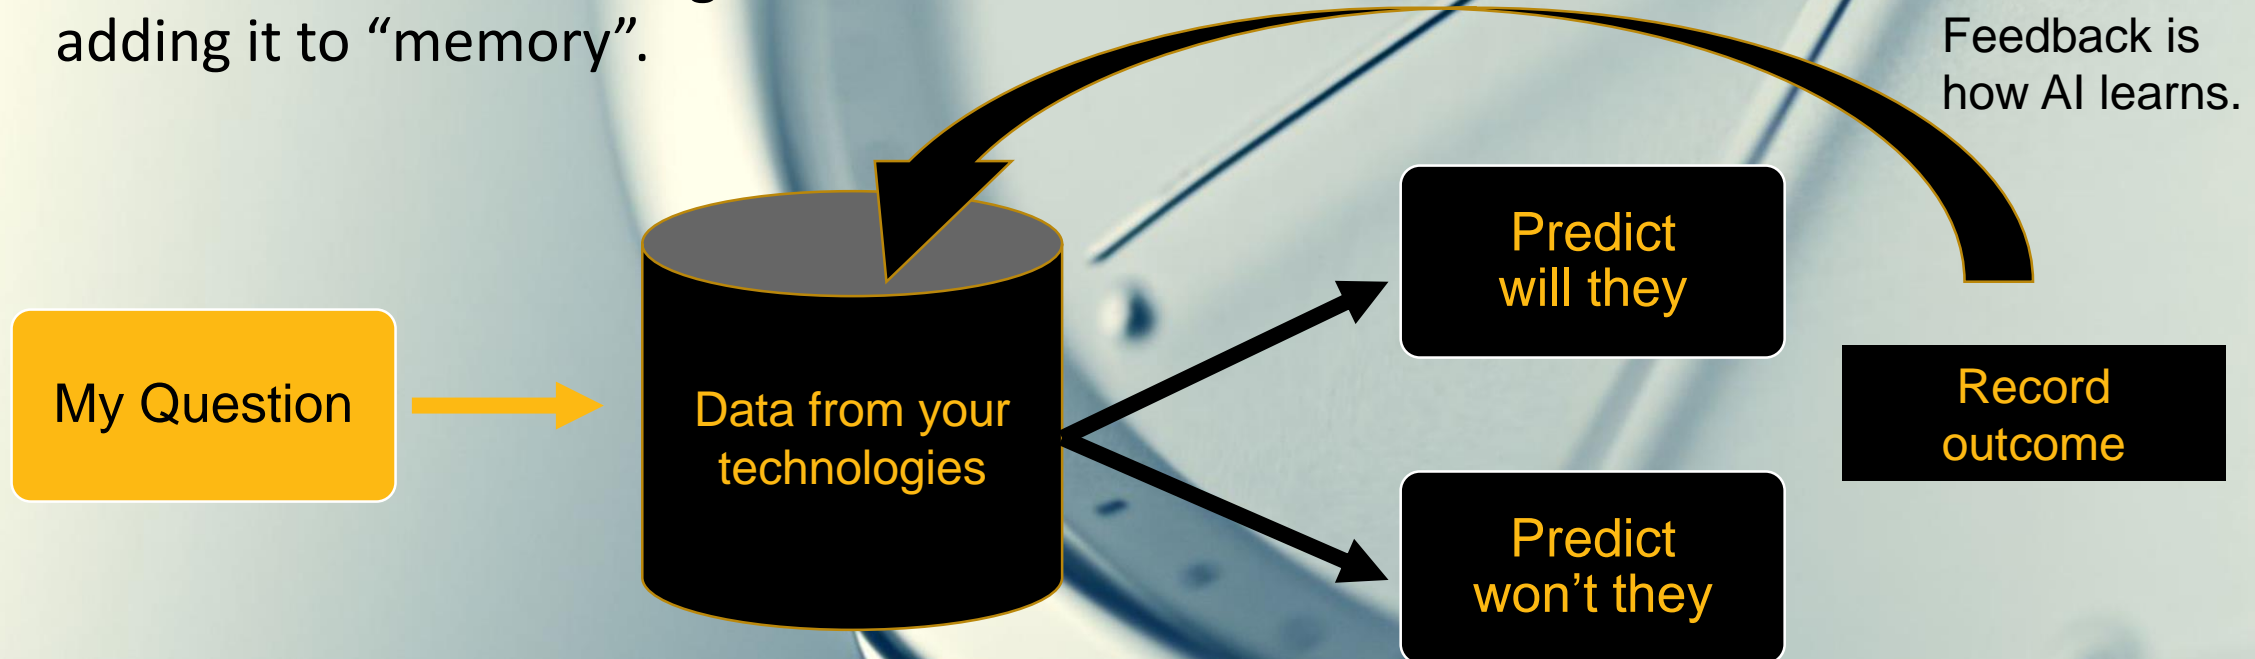 adding it to “memory”.
Feedback is
how AI learns.
My Question
Data from your
technologies
Predict
will they
Predict
won’t they
Record
outcome